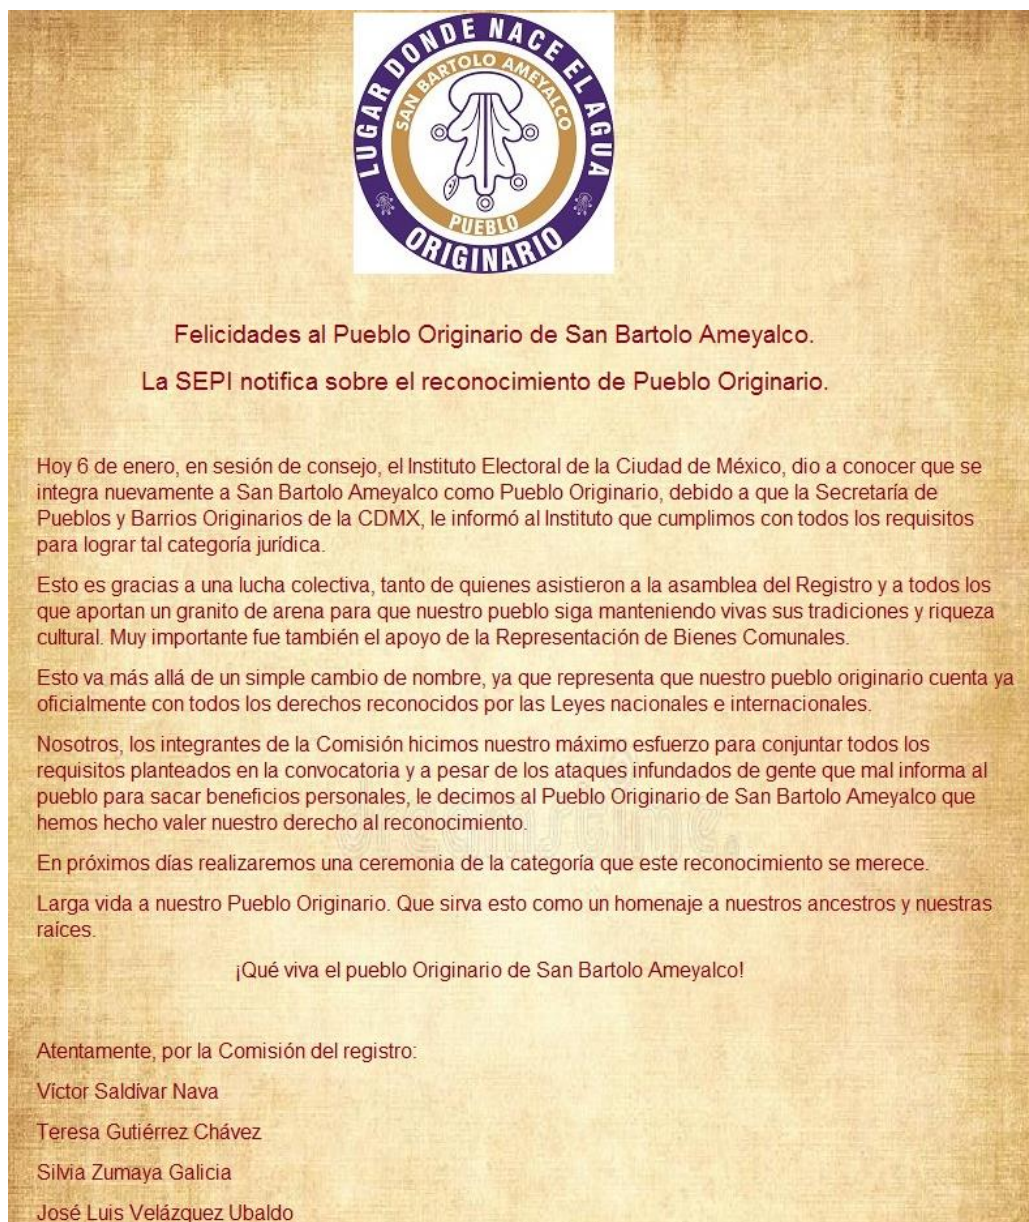 LUGAR DONDE NACE EL AGUA
SAN BARTOLO AMEYALCO
PUEBLO
ORIGINARIO
Felicidades al Pueblo Originario de San Bartolo Ameyalco.
La SEPI notifica sobre el reconocimiento de Pueblo Originario.
Hoy 6 de enero, en sesión de consejo, el Instituto Electoral de la Ciudad de México, dio a conocer que se
integra nuevamente a San Bartolo Ameyalco como Pueblo Originario, debido a que la Secretaría de
Pueblos y Barrios Originarios de la CDMX, le informó al Instituto que cumplimos con todos los requisitos
para lograr tal categoría jurídica.
Esto es gracias a una lucha colectiva, tanto de quienes asistieron a la asamblea del Registro y a todos los
que aportan un granito de arena para que nuestro pueblo siga manteniendo vivas sus tradiciones y riqueza
cultural. Muy importante fue también el apoyo de la Representación de Bienes Comunales.
Esto va más allá de un simple cambio de nombre, ya que representa que nuestro pueblo originario cuenta ya
oficialmente con todos los derechos reconocidos por las Leyes nacionales e internacionales.
Nosotros, los integrantes de la Comisión hicimos nuestro máximo esfuerzo para conjuntar todos los
requisitos planteados en la convocatoria y a pesar de los ataques infundados de gente que mal informa al
pueblo para sacar beneficios personales, le decimos al Pueblo Originario de San Bartolo Ameyalco que
hemos hecho valer nuestro derecho al reconocimiento.
dreamstime.
En próximos días realizaremos una ceremonia de la categoría que este reconocimiento se merece.
Larga vida a nuestro Pueblo Originario. Que sirva esto como un homenaje a nuestros ancestros y nuestras
raíces.
¡Qué viva el pueblo Originario de San Bartolo Ameyalco!
Atentamente, por la Comisión del registro:
Víctor Saldívar Nava
Teresa Gutiérrez Chávez
Silvia Zumaya Galicia
José Luis Velázquez Ubaldo